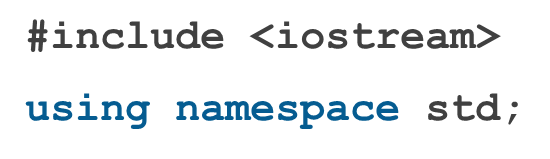 #include <iostream>
using namespace std;